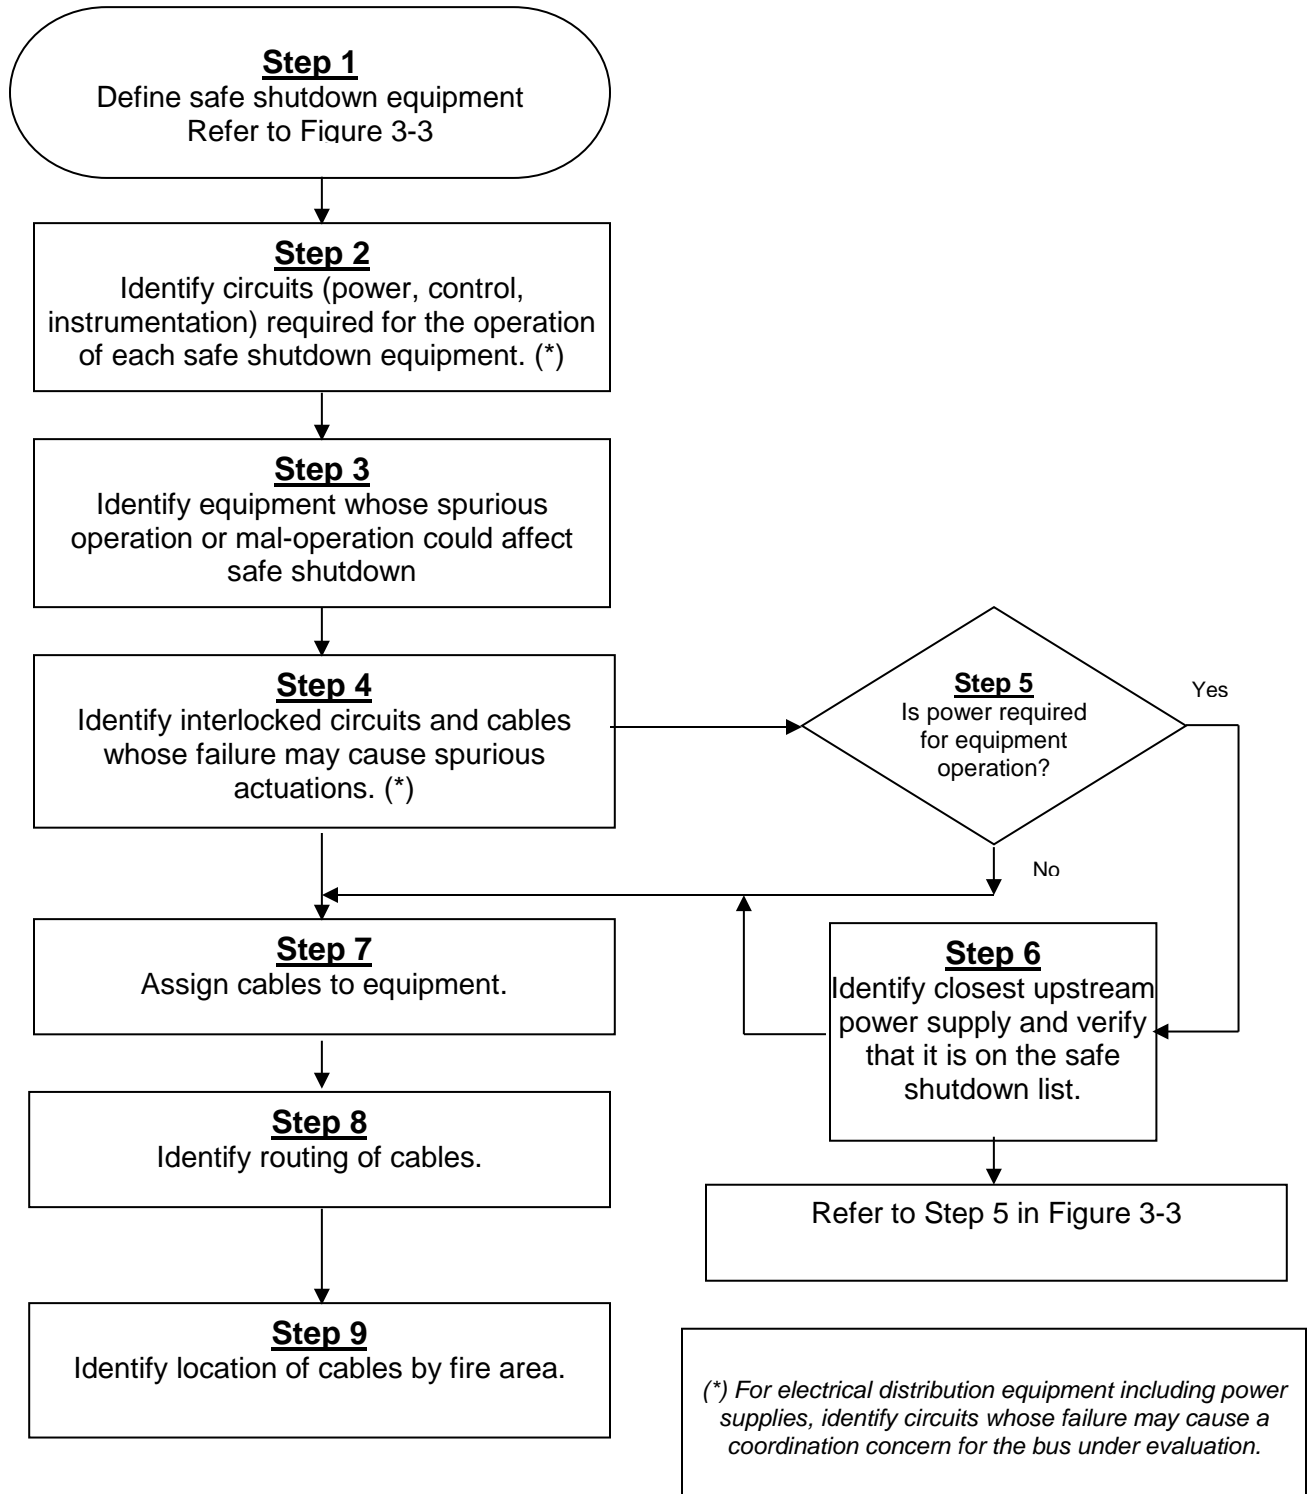 Step 1
Define safe shutdown equipment
Refer to Figure 3-3
Step 2
Identify circuits (power, control,
instrumentation) required for the operation
of each safe shutdown equipment. (*)
Step 3
Identify equipment whose spurious
operation or mal-operation could affect
safe shutdown
Step 4
Identify interlocked circuits and cables
whose failure may cause spurious
actuations. (*)
Step 5
Is power required
for equipment
operation?
Yes
No
Step 6
Identify closest upstream
power supply and verify
that it is on the safe
shutdown list.
Refer to Step 5 in Figure 3-3
Step 7
Assign cables to equipment.
Step 8
Identify routing of cables.
Step 9
Identify location of cables by fire area.
(*) For electrical distribution equipment including power
supplies, identify circuits whose failure may cause a
coordination concern for the bus under evaluation.